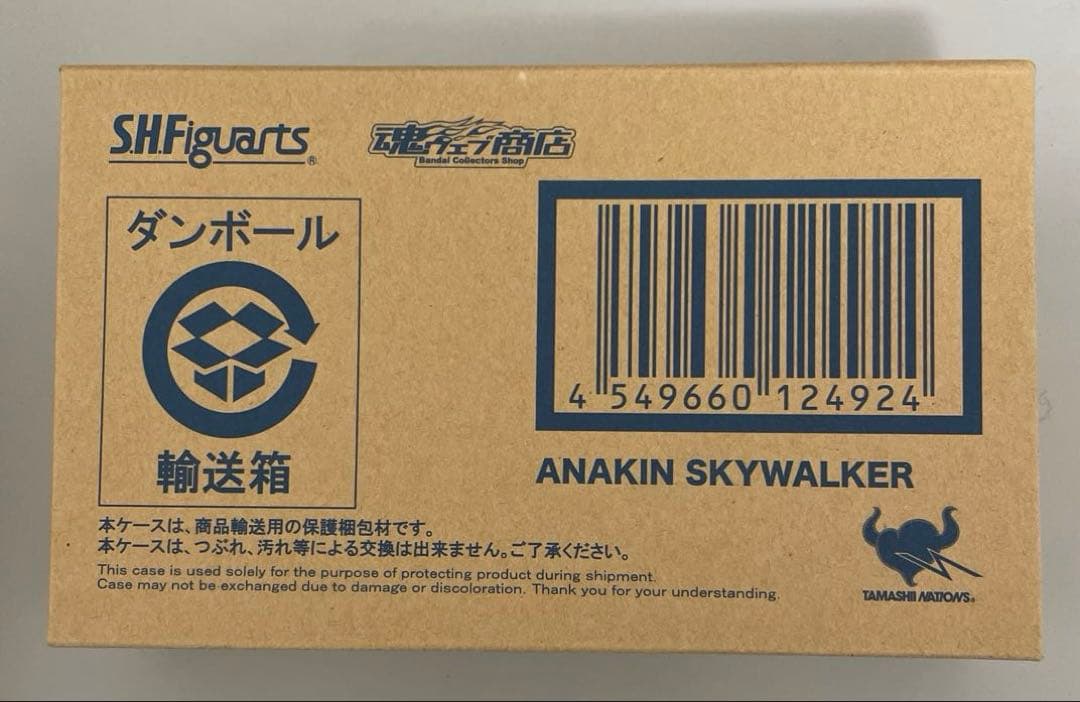 S.H.Figuarts®
魂ウェブ商店
Bandai Collectors Shop
ダンボール
輸送箱
4 549660 124924
ANAKIN SKYWALKER
本ケースは、商品輸送用の保護梱包材です。
本ケースは、つぶれ、汚れ等による交換は出来ません。ご了承ください。
This case is used solely for the purpose of protecting product during shipment.
Case may not be exchanged due to damage or discoloration. Thank you for your understanding.
TAMASHII NATIONS®